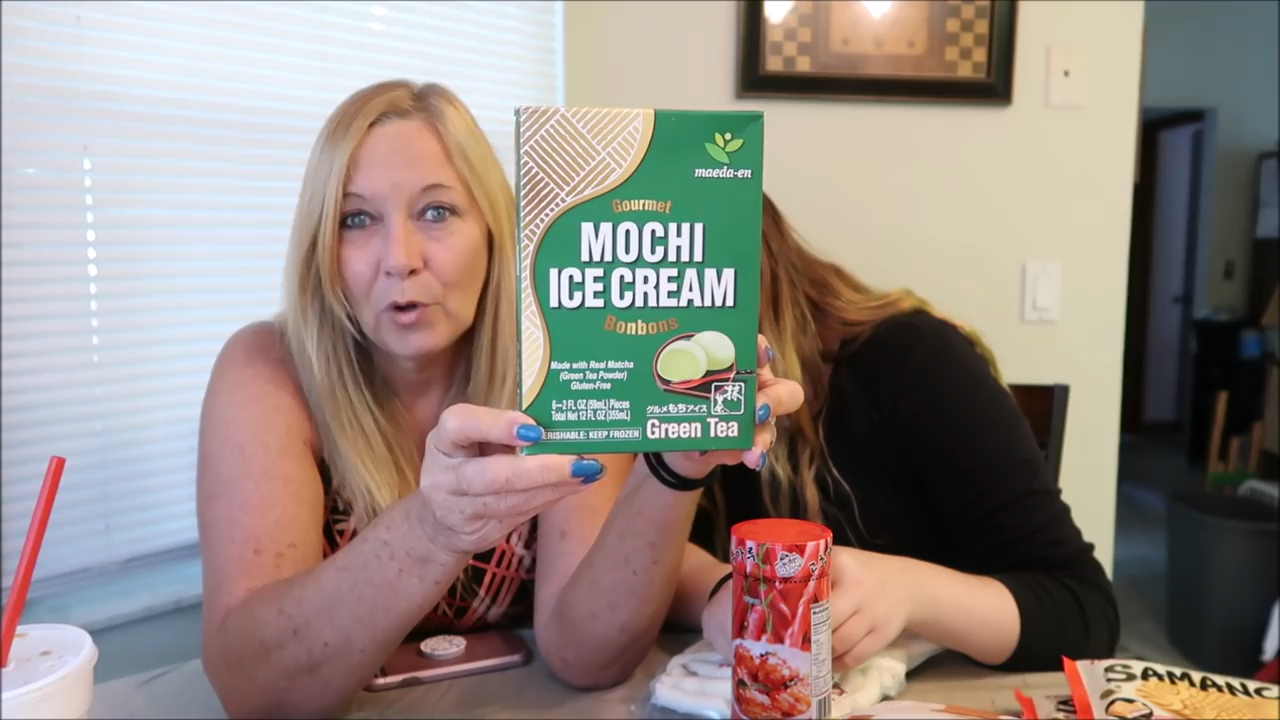 maeda-en
Gourmet
MOCHI
ICE CREAM
Bonbons
Made with Real Matcha
(Green Tea Powder)
Gluten-Free
6—2 FL OZ (59mL) Pieces
Total Net 12 FL OZ (355mL)
ERISHABLE: KEEP FROZEN
抹茶
グルメもちアイス
Green Tea
SAMANC